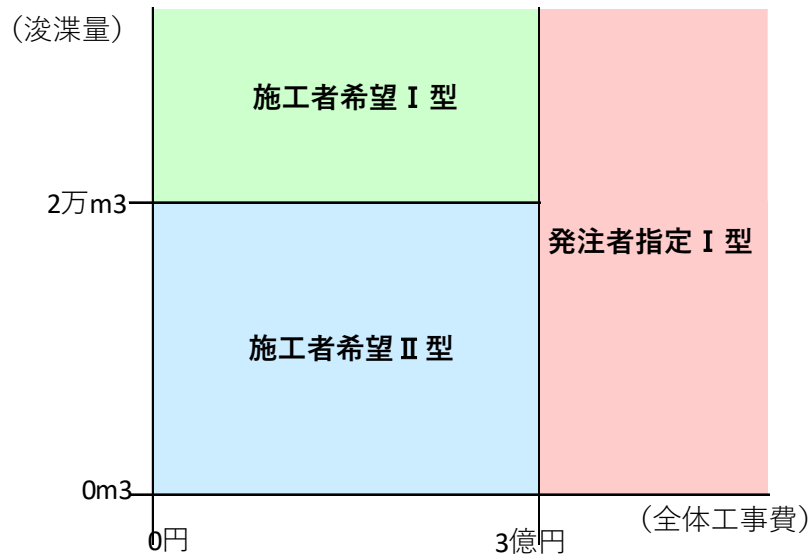 （浚渫量）
施工者希望Ⅰ型
2万m3
発注者指定Ⅰ型
施工者希望Ⅱ型
0m3
（全体工事費）
0円
3億円